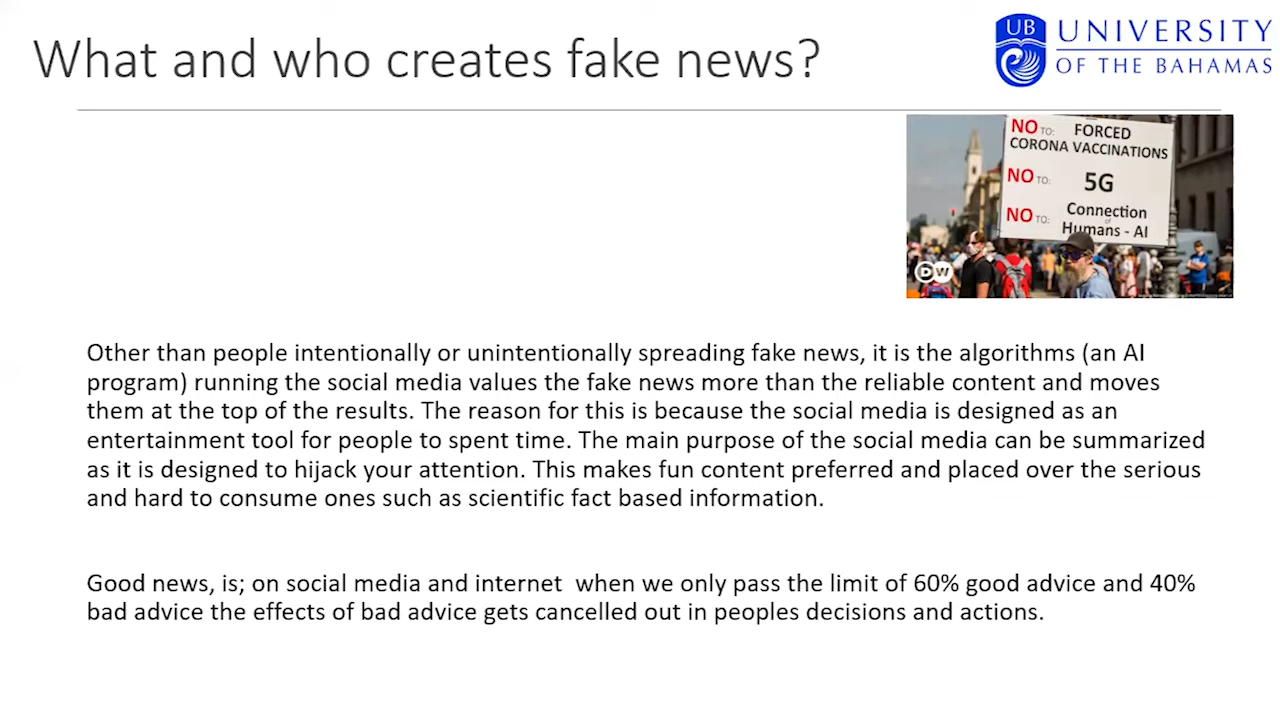 What and who creates fake news?
UB
UNIVERSITY
OF THE BAHAMAS
NO TO: FORCED
CORONA VACCINATIONS
NO TO: 5G
NO TO: Connection
of
Humans - AI
DW
Other than people intentionally or unintentionally spreading fake news, it is the algorithms (an AI
program) running the social media values the fake news more than the reliable content and moves
them at the top of the results. The reason for this is because the social media is designed as an
entertainment tool for people to spent time. The main purpose of the social media can be summarized
as it is designed to hijack your attention. This makes fun content preferred and placed over the serious
and hard to consume ones such as scientific fact based information.
Good news, is; on social media and internet  when we only pass the limit of 60% good advice and 40%
bad advice the effects of bad advice gets cancelled out in peoples decisions and actions.